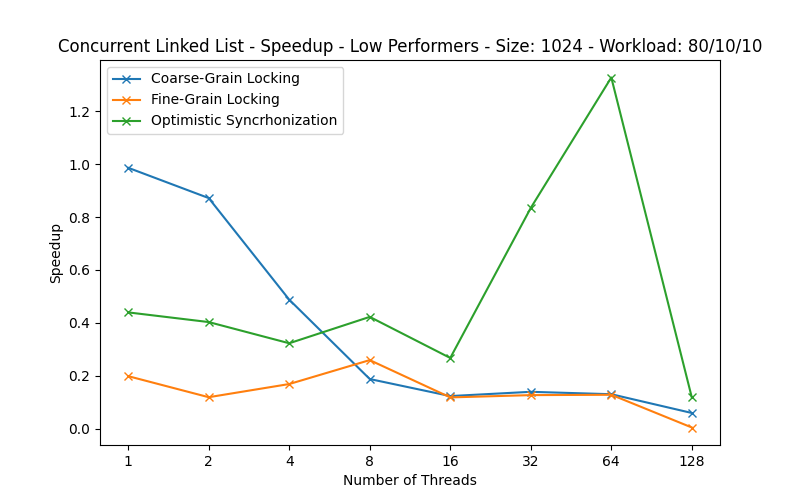 Concurrent Linked List - Speedup - Low Performers - Size: 1024 - Workload: 80/10/10
Coarse-Grain Locking
Fine-Grain Locking
Optimistic Syncrhonization
Speedup
1.2
1.0
0.8
0.6
0.4
0.2
0.0
1 2 4 8 16 32 64 128
Number of Threads